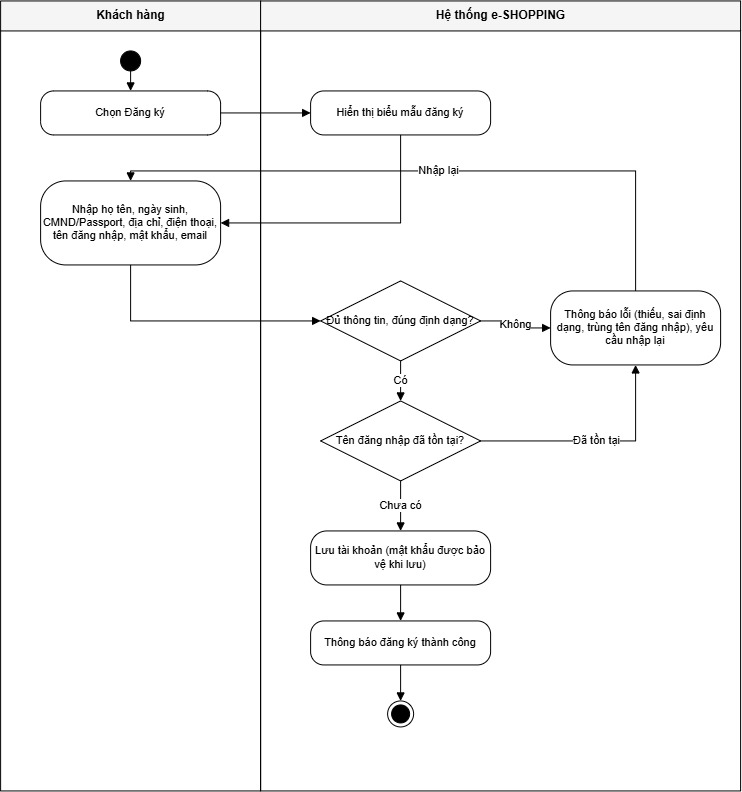 Khách hàng
Hệ thống e-SHOPPING
Chọn Đăng ký
Hiển thị biểu mẫu đăng ký
Nhập lại
Nhập họ tên, ngày sinh,
CMND/Passport, địa chỉ, điện thoại,
tên đăng nhập, mật khẩu, email
Đủ thông tin, đúng định dạng?
Không
Thông báo lỗi (thiếu, sai định
dạng, trùng tên đăng nhập), yêu
cầu nhập lại
Có
Tên đăng nhập đã tồn tại?
Đã tồn tại
Chưa có
Lưu tài khoản (mật khẩu được bảo
vệ khi lưu)
Thông báo đăng ký thành công